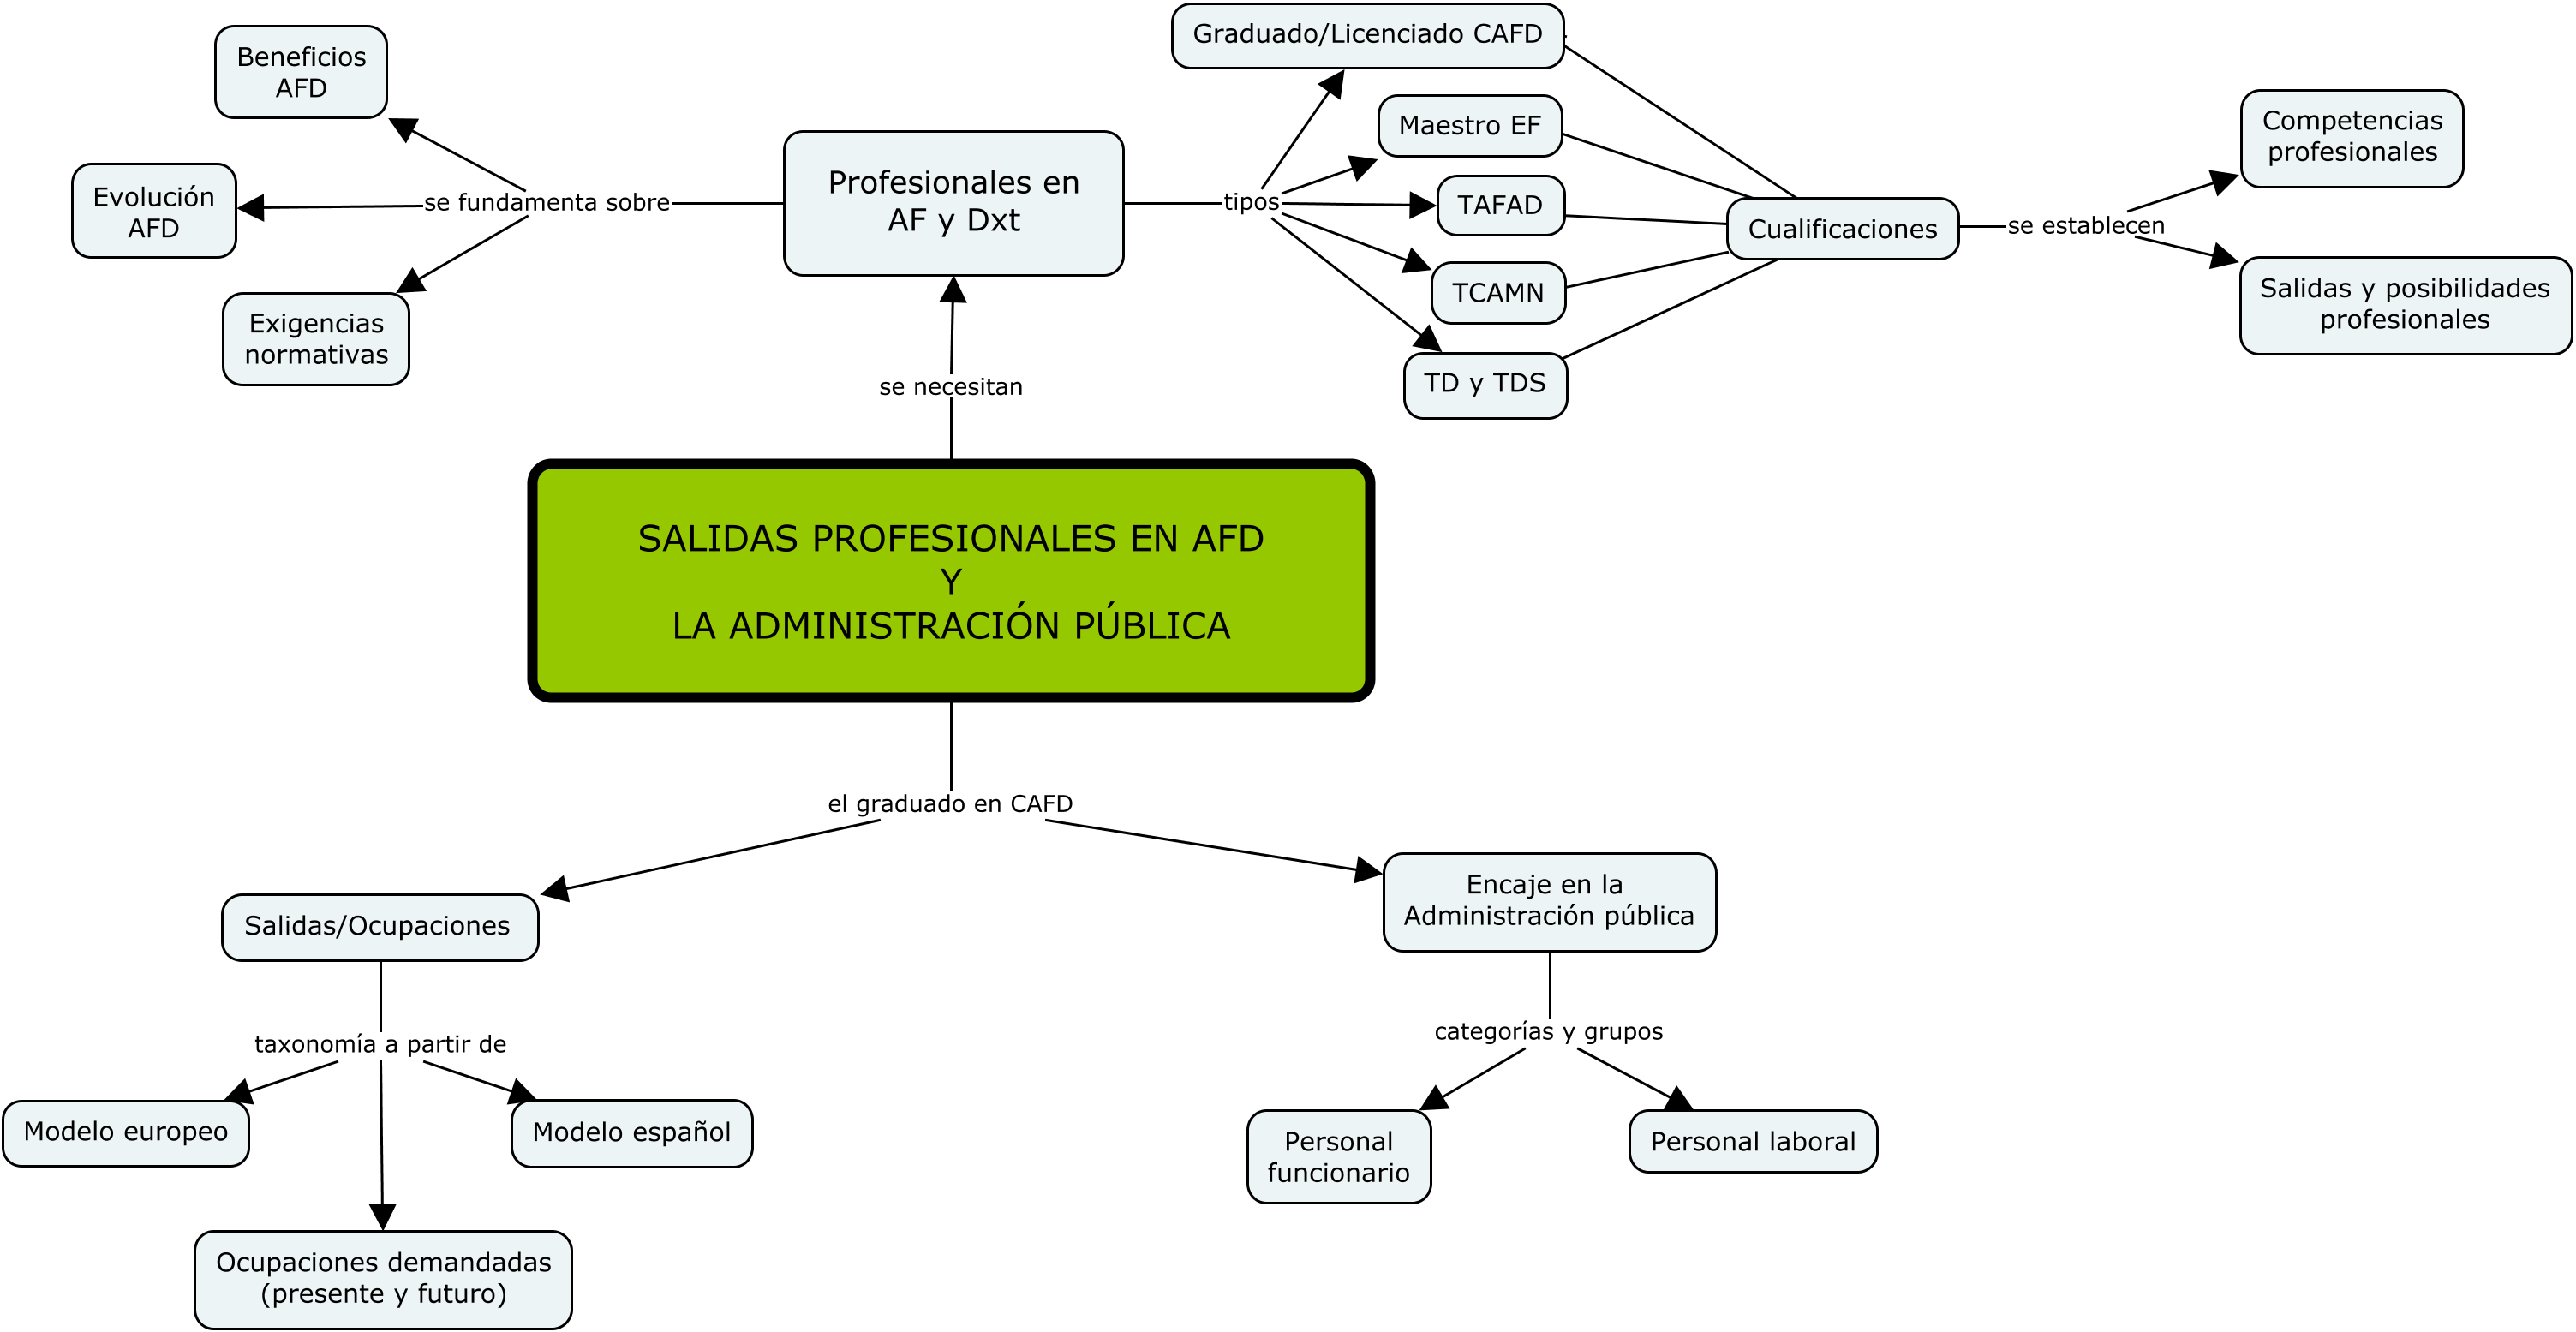 Graduado/Licenciado CAFD
Beneficios
AFD
Maestro EF
Competencias
profesionales
Profesionales en
AF y Dxt
Evolución
AFD
se fundamenta sobre
tipos
TAFAD
Cualificaciones
se establecen
TCAMN
Salidas y posibilidades
profesionales
Exigencias
normativas
TD y TDS
se necesitan
SALIDAS PROFESIONALES EN AFD
Y
LA ADMINISTRACIÓN PÚBLICA
el graduado en CAFD
Salidas/Ocupaciones
Encaje en la
Administración pública
taxonomía a partir de
categorías y grupos
Modelo europeo
Modelo español
Personal
funcionario
Personal laboral
Ocupaciones demandadas
(presente y futuro)